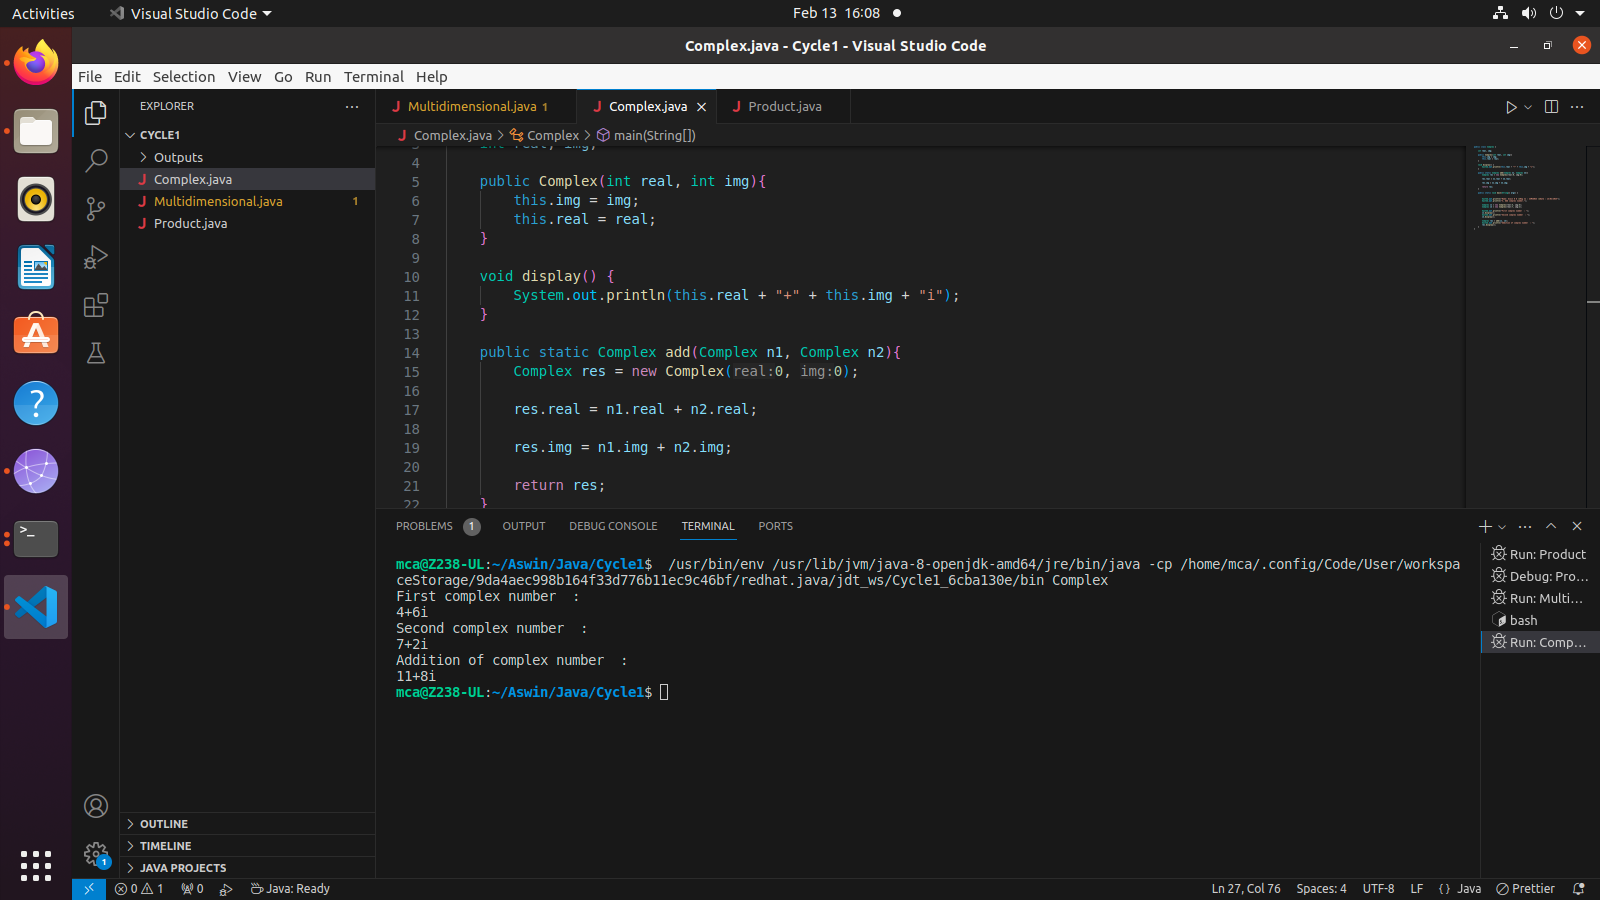 Activities
Visual Studio Code
Feb 13 16:08
Complex.java - Cycle1 - Visual Studio Code
File Edit Selection View Go Run Terminal Help
EXPLORER
CYCLE1
Outputs
Complex.java
Multidimensional.java 1
Product.java
OUTLINE
TIMELINE
JAVA PROJECTS
1
Multidimensional.java 1
Complex.java
Product.java
Complex.java > Complex > main(String[])
3 int real, img;
4
5 public Complex(int real, int img){
6 this.img = img;
7 this.real = real;
8 }
9
10 void display() {
11 System.out.println(this.real + "+" + this.img + "i");
12 }
13
14 public static Complex add(Complex n1, Complex n2){
15 Complex res = new Complex(real:0, img:0);
16
17 res.real = n1.real + n2.real;
18
19 res.img = n1.img + n2.img;
20
21 return res;
22 }
PROBLEMS 1 OUTPUT DEBUG CONSOLE TERMINAL PORTS
mca@Z238-UL:~/Aswin/Java/Cycle1$  /usr/bin/env /usr/lib/jvm/java-8-openjdk-amd64/jre/bin/java -cp /home/mca/.config/Code/User/workspa
ceStorage/9da4aec998b164f33d776b11ec9c46bf/redhat.java/jdt_ws/Cycle1_6cba130e/bin Complex
First complex number  :
4+6i
Second complex number  :
7+2i
Addition of complex number  :
11+8i
mca@Z238-UL:~/Aswin/Java/Cycle1$
Run: Product
Debug: Pro...
Run: Multi...
bash
Run: Comp...
0 1 0 Java: Ready
Ln 27, Col 76 Spaces: 4 UTF-8 LF {} Java Prettier